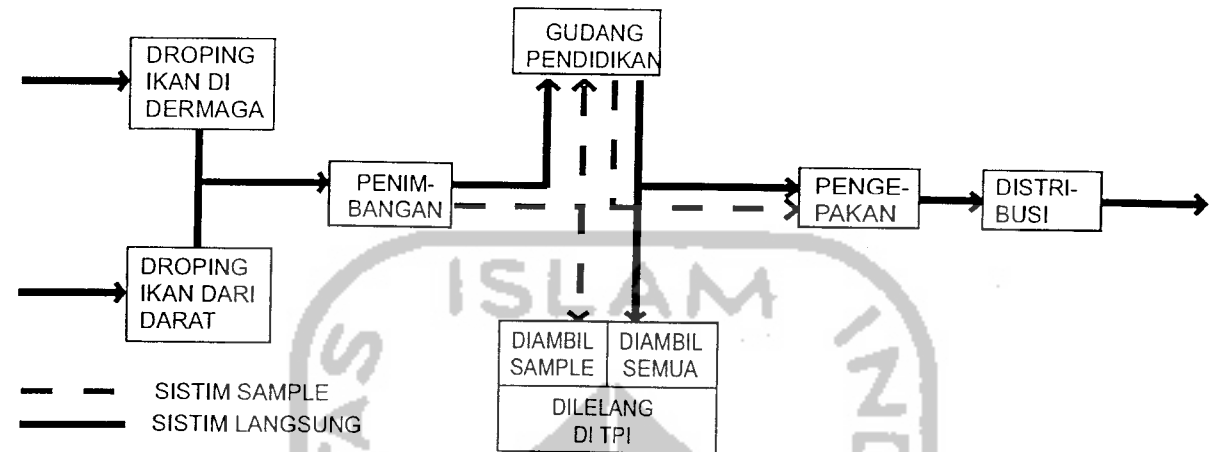 DROPING
IKAN DI
DERMAGA
GUDANG
PENDIDIKAN
PENIM-
BANGAN
PENGE-
PAKAN
DISTRI-
BUSI
DROPING
IKAN DARI
DARAT
DIAMBIL
SAMPLE
DIAMBIL
SEMUA
DILELANG
DI TPI
SISTIM SAMPLE
SISTIM LANGSUNG
ISLAM